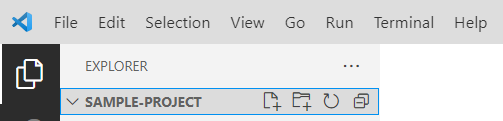 File Edit Selection View Go Run Terminal Help
EXPLORER
SAMPLE-PROJECT